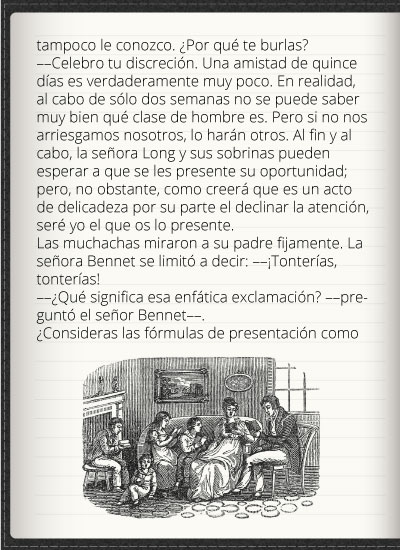 tampoco le conozco. ¿Por qué te burlas?
––Celebro tu discreción. Una amistad de quince
días es verdaderamente muy poco. En realidad,
al cabo de sólo dos semanas no se puede saber
muy bien qué clase de hombre es. Pero si no nos
arriesgamos nosotros, lo harán otros. Al fin y al
cabo, la señora Long y sus sobrinas pueden
esperar a que se les presente su oportunidad;
pero, no obstante, como creerá que es un acto
de delicadeza por su parte el declinar la atención,
seré yo el que os lo presente.
Las muchachas miraron a su padre fijamente. La
señora Bennet se limitó a decir: ––¡Tonterías,
tonterías!
––¿Qué significa esa enfática exclamación? ––pre-
guntó el señor Bennet––.
¿Consideras las fórmulas de presentación como